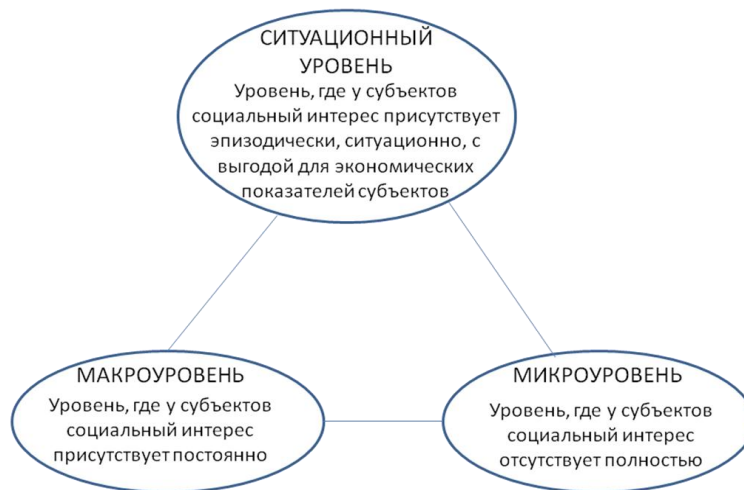 СИТУАЦИОННЫЙ
УРОВЕНЬ
Уровень, где у субъектов
социальный интерес присутствует
эпизодически, ситуационно, с
выгодой для экономических
показателей субъектов
МАКРОУРОВЕНЬ
Уровень, где у субъектов
социальный интерес
присутствует постоянно
МИКРОУРОВЕНЬ
Уровень, где у субъектов
социальный интерес
отсутствует полностью